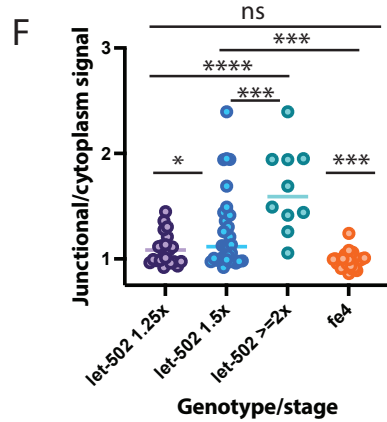 F
ns
***
****
***
*
***
Junctional/cytoplasm signal
3
2
1
let-502 1.25x
let-502 1.5x
let-502 >=2x
fe4
Genotype/stage